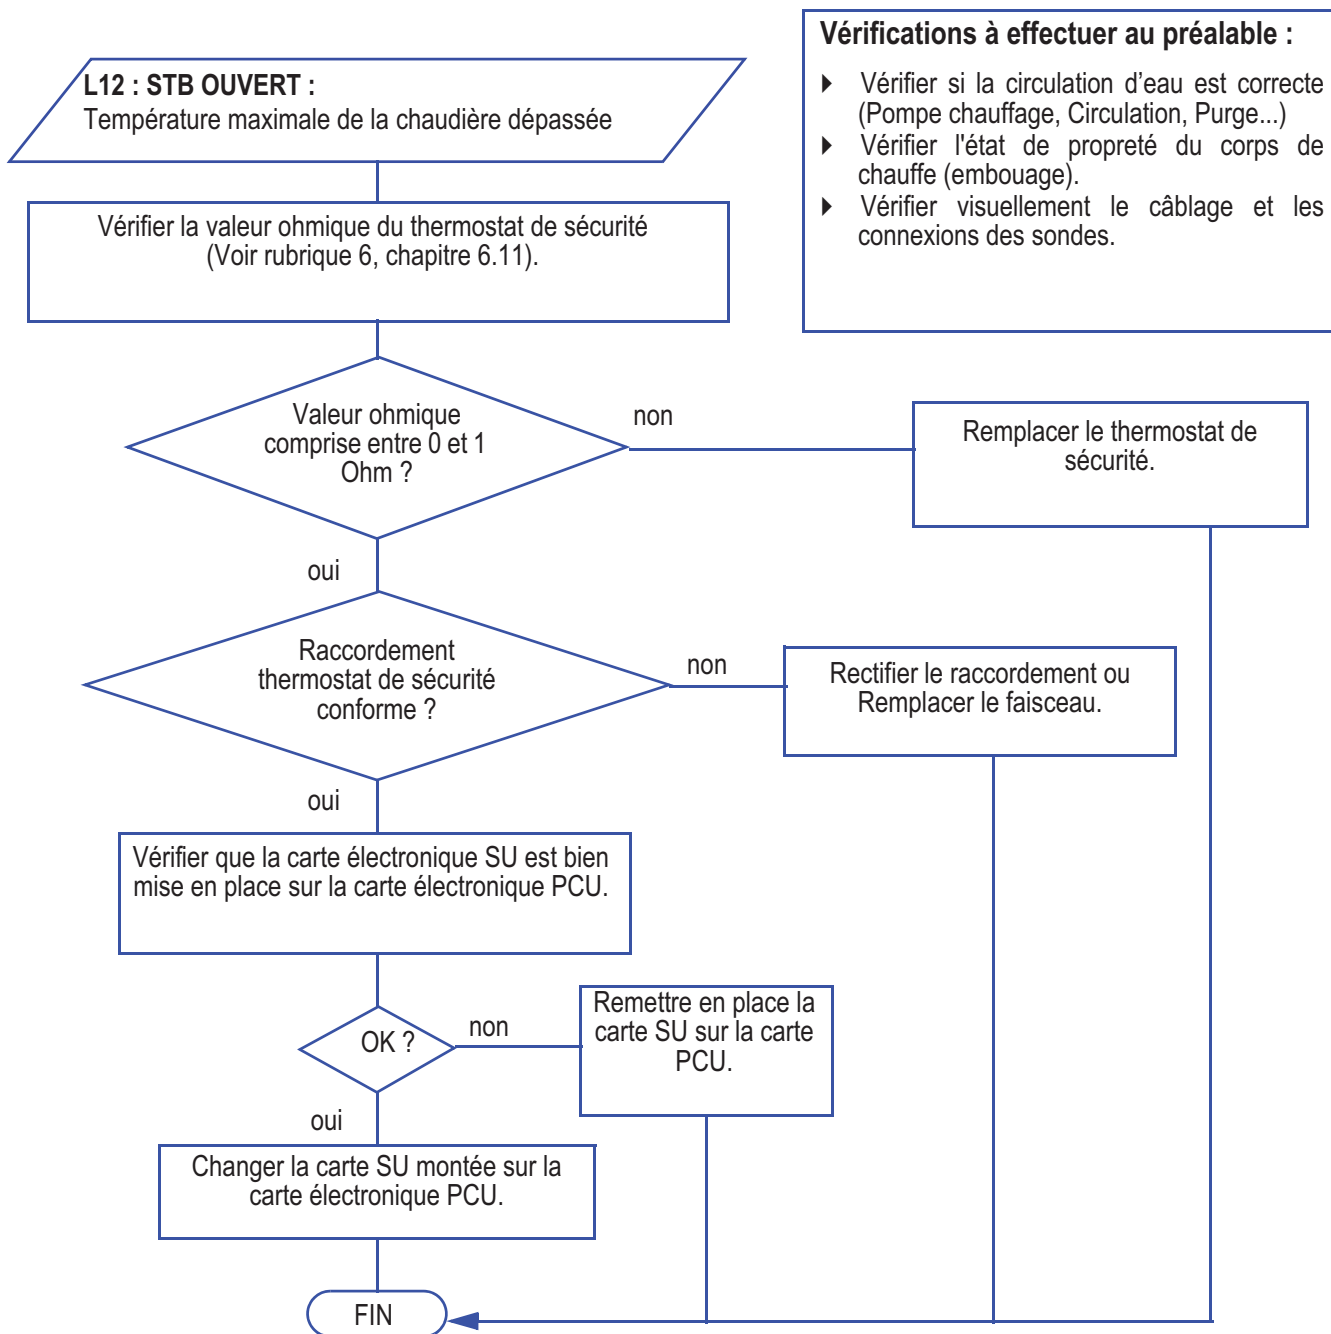 L12 : STB OUVERT :
Température maximale de la chaudière dépassée
Vérifications à effectuer au préalable :
Vérifier si la circulation d’eau est correcte
(Pompe chauffage, Circulation, Purge...)
Vérifier l'état de propreté du corps de
chauffe (embouage).
Vérifier visuellement le câblage et les
connexions des sondes.
Vérifier la valeur ohmique du thermostat de sécurité
(Voir rubrique 6, chapitre 6.11).
Valeur ohmique
comprise entre 0 et 1
Ohm ?
non
Remplacer le thermostat de
sécurité.
oui
Raccordement
thermostat de sécurité
conforme ?
non
Rectifier le raccordement ou
Remplacer le faisceau.
oui
Vérifier que la carte électronique SU est bien
mise en place sur la carte électronique PCU.
OK ?
non
Remettre en place la
carte SU sur la carte
PCU.
oui
Changer la carte SU montée sur la
carte électronique PCU.
FIN